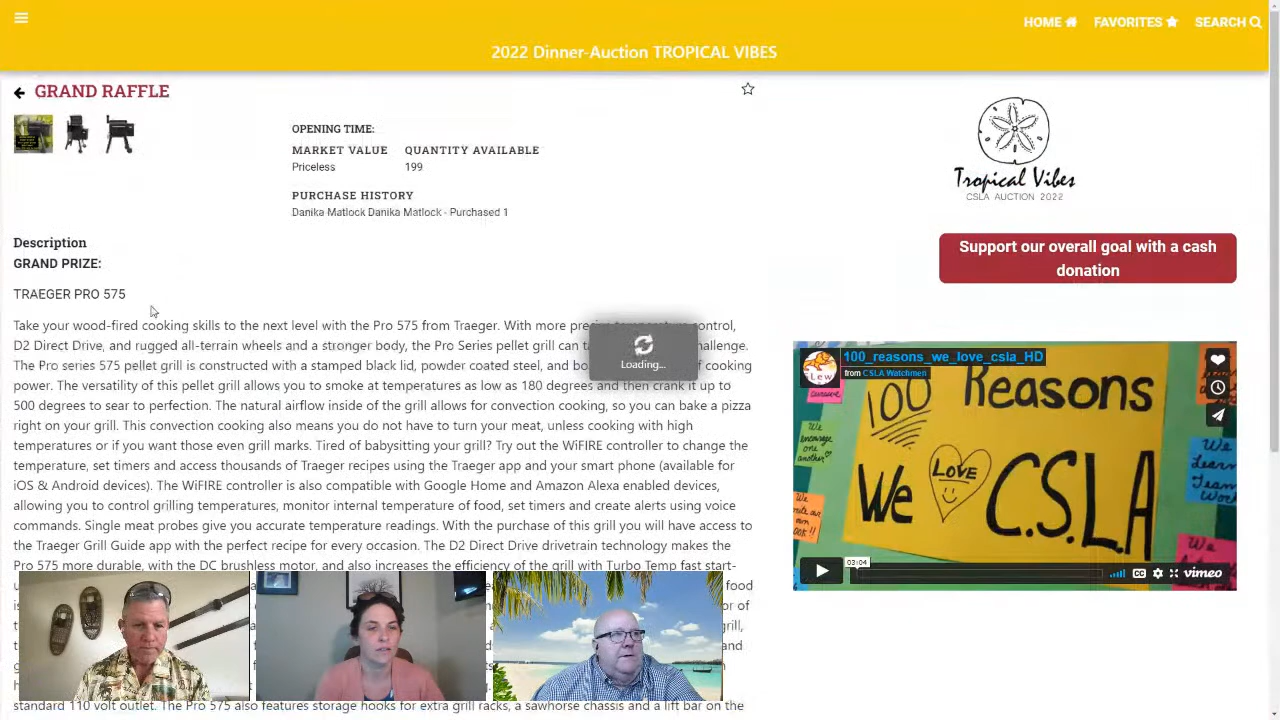 HOME FAVORITES SEARCH
2022 Dinner-Auction TROPICAL VIBES
GRAND RAFFLE
OPENING TIME:
MARKET VALUE QUANTITY AVAILABLE
Priceless 199
PURCHASE HISTORY
Danika Matlock Danika Matlock - Purchased 1
Description
GRAND PRIZE:
TRAEGER PRO 575
Take your wood-fired cooking skills to the next level with the Pro 575 from Traeger. With more control,
D2 Direct Drive, and rugged all-terrain wheels and a stronger body, the Pro Series pellet grill can challenge.
The Pro series 575 pellet grill is constructed with a stamped black lid, powder coated steel, and of cooking
power. The versatility of this pellet grill allows you to smoke at temperatures as low as 180 degrees and then crank it up to
500 degrees to sear to perfection. The natural airflow inside of the grill allows for convection cooking, so you can bake a pizza
right on your grill. This convection cooking also means you do not have to turn your meat, unless cooking with high
temperatures or if you want those even grill marks. Tired of babysitting your grill? Try out the WiFIRE controller to change the
temperature, set timers and access thousands of Traeger recipes using the Traeger app and your smart phone (available for
iOS & Android devices). The WiFIRE Controller is also compatible with Google Home and Amazon Alexa enabled devices,
allowing you to control grilling temperatures, monitor internal temperature of food, set timers and create alerts using voice
commands. Single meat probes give you accurate temperature readings. With the purchase of this grill you will have access to
the Traeger Grill Guide app with the perfect recipe for every occasion. The D2 Direct Drive drivetrain technology makes the
Pro 575 more durable, with the DC brushless motor, and also increases the efficiency of the grill with Turbo Temp fast start-
food
of
grill,
standard 110 volt outlet. The Pro 575 also features storage hooks for extra grill racks, a sawhorse chassis and a lift bar on the
Loading...
Tropical Vibes
CSLA AUCTION 2022
Support our overall goal with a cash
donation
100_reasons_we_love_csla_HD
from CSLA Watchmen
100 Reasons
We LOVE C.S.L.A
We
encourage
one
another
We
Learn
Team
Work
We
03:04
CC vimeo